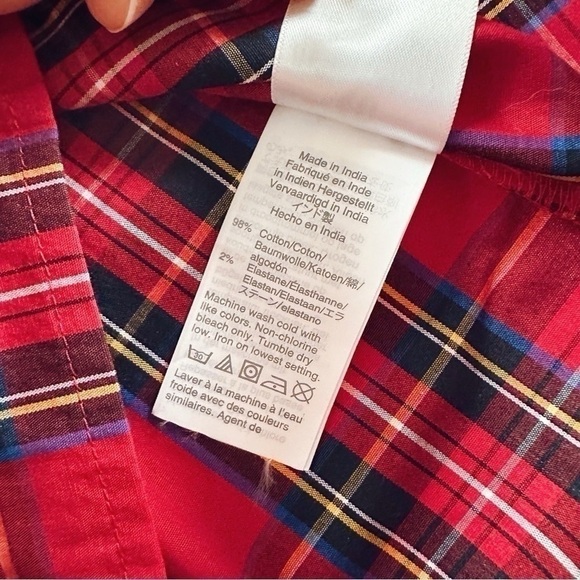 Made in India
Fabriqué en Inde
in Indien Hergestellt
Vervaardigd in India
インド製
Hecho en India
98% Cotton/Coton/
Baumwolle/Katoen/綿/
algodón
2% Elastane/Élasthanne/
Elastan/Elastaan/エラ
ステーン/elastano
Machine wash cold with
like colors. Non-chlorine
bleach only. Tumble dry
low. Iron on lowest setting.
30
Laver à la machine à l'eau
froide avec des couleurs
similaires. Agent de